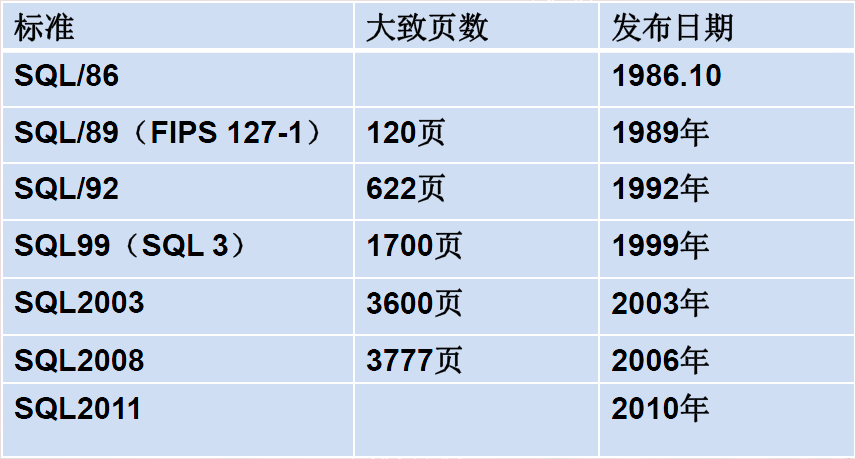 标准 大致页数 发布日期
SQL/86 1986.10
SQL/89（FIPS 127-1） 120页 1989年
SQL/92 622页 1992年
SQL99（SQL 3） 1700页 1999年
SQL2003 3600页 2003年
SQL2008 3777页 2006年
SQL2011 2010年